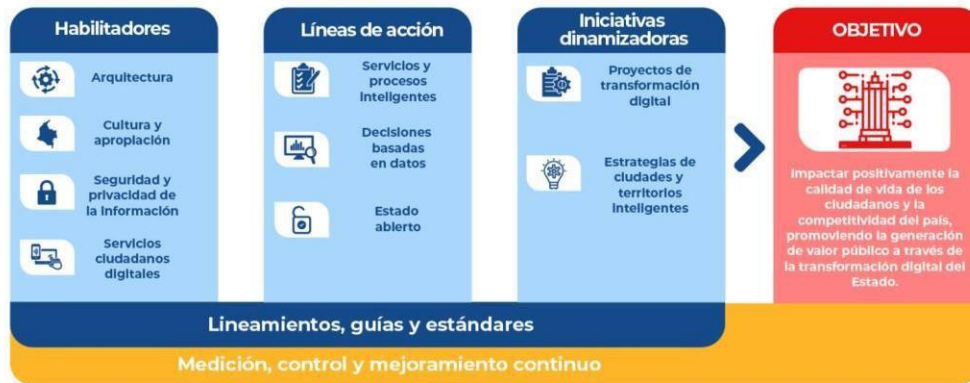 Habilitadores
Arquitectura
Cultura y
apropiación
Seguridad y
privacidad de
la información
Servicios
ciudadanos
digitales
Líneas de acción
Servicios y
procesos
inteligentes
Decisiones
basadas
en datos
Estado
abierto
Iniciativas
dinamizadoras
Proyectos de
transformación
digital
Estrategias de
ciudades y
territorios
inteligentes
OBJETIVO
Impactar positivamente la
calidad de vida de los
ciudadanos y la
competitividad del país,
promoviendo la generación
de valor público a través de
la transformación digital del
Estado.
Lineamientos, guías y estándares
Medición, control y mejoramiento continuo